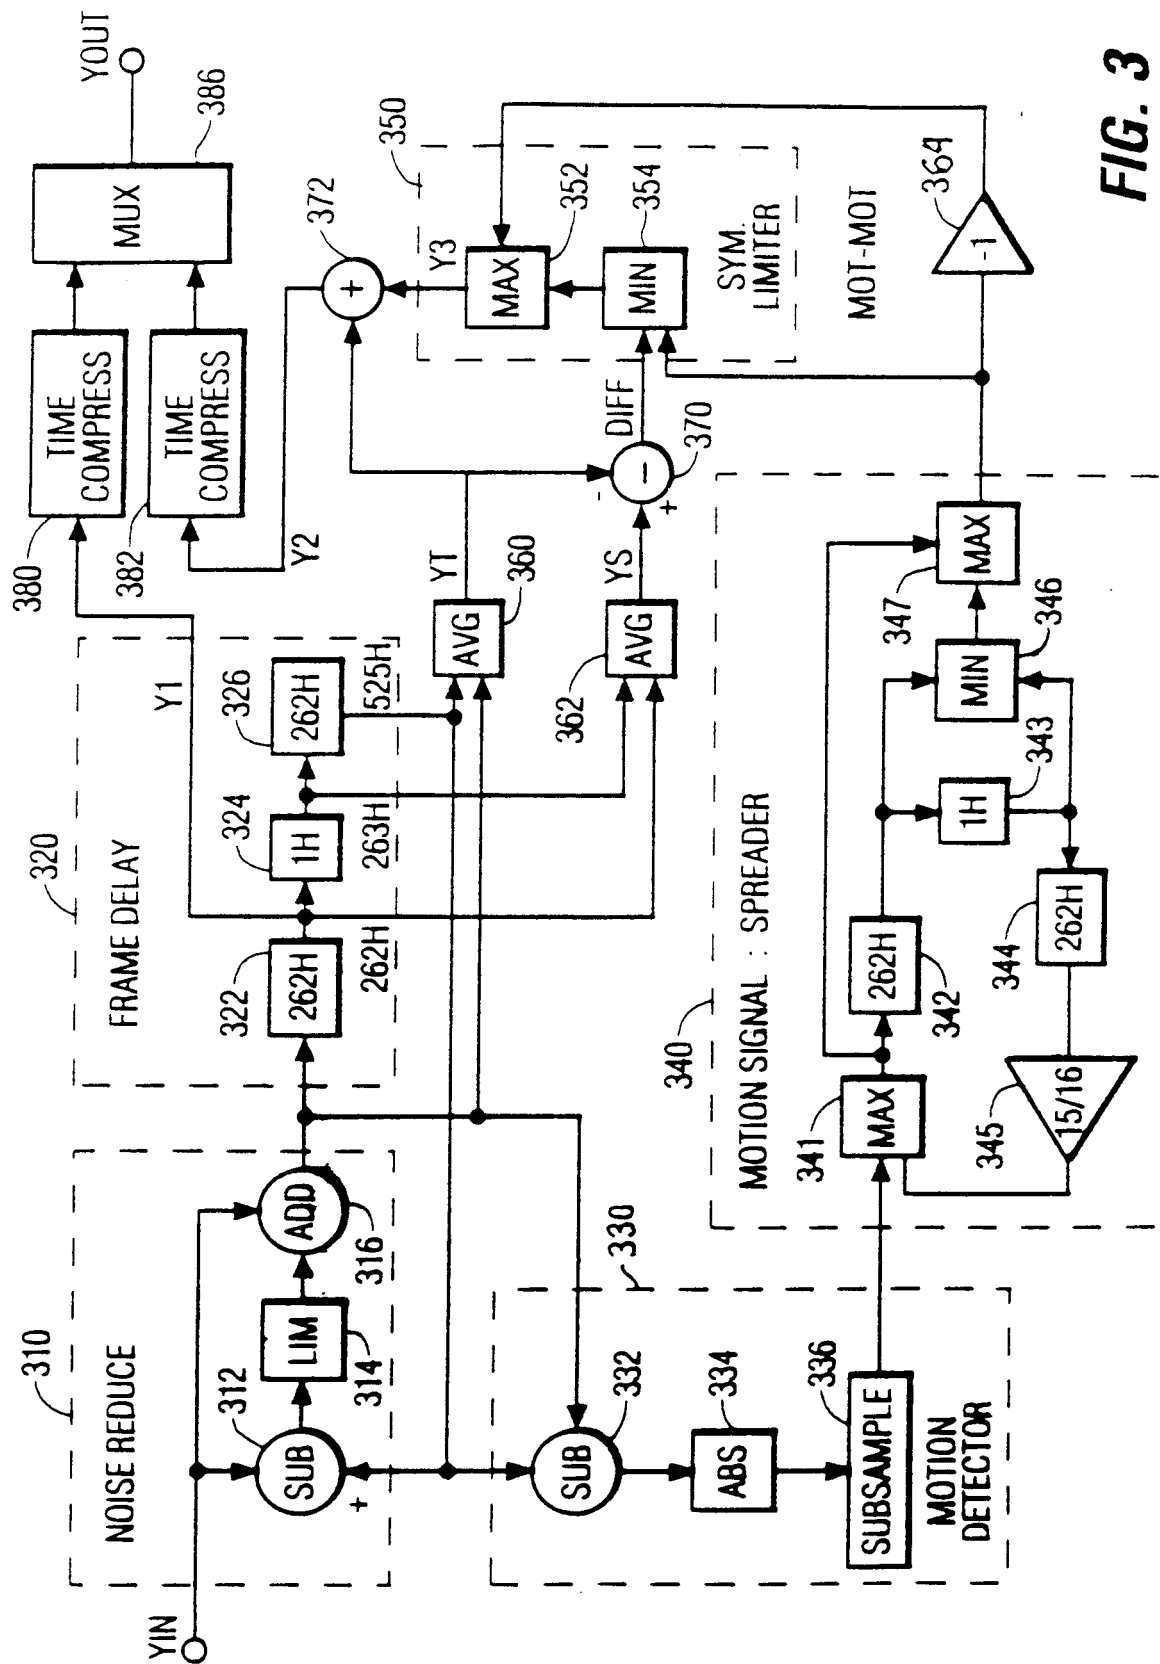 YIN
310
NOISE REDUCE
312
SUB
+
LIM
314
ADD
316
320
FRAME DELAY
322
262H
262H
324
1H
263H
326
262H
525H
Y1
380
TIME
COMPRESS
382
TIME
COMPRESS
Y2
MUX
386
YOUT
YT
AVG
360
362
AVG
YS
372
+
-
-
+
370
DIFF
350
Y3
MAX
352
MIN
354
SYM.
LIMITER
MOT-MOT
-1
364
330
SUB
332
ABS
334
336
SUBSAMPLE
MOTION
DETECTOR
340
MOTION SIGNAL : SPREADER
341
MAX
262H
342
1H
343
344
262H
345
15/16
MIN
346
347
MAX
FIG. 3